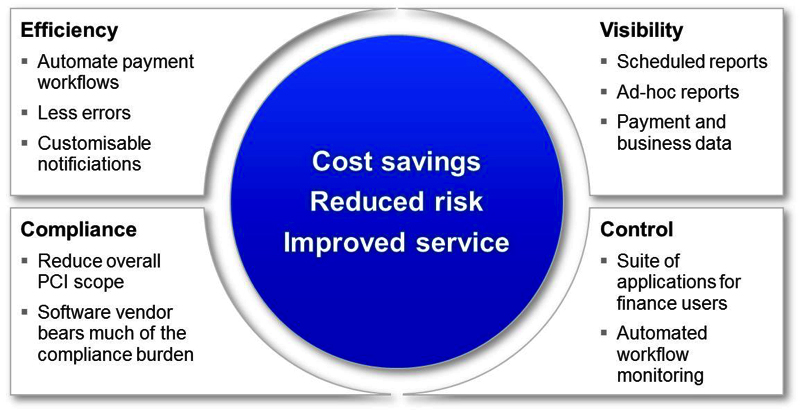 Efficiency
Automate payment
workflows
Less errors
Customisable
notificiations
Visibility
Scheduled reports
Ad-hoc reports
Payment and
business data
Cost savings
Reduced risk
Improved service
Compliance
Reduce overall
PCI scope
Software vendor
bears much of the
compliance burden
Control
Suite of
applications for
finance users
Automated
workflow
monitoring